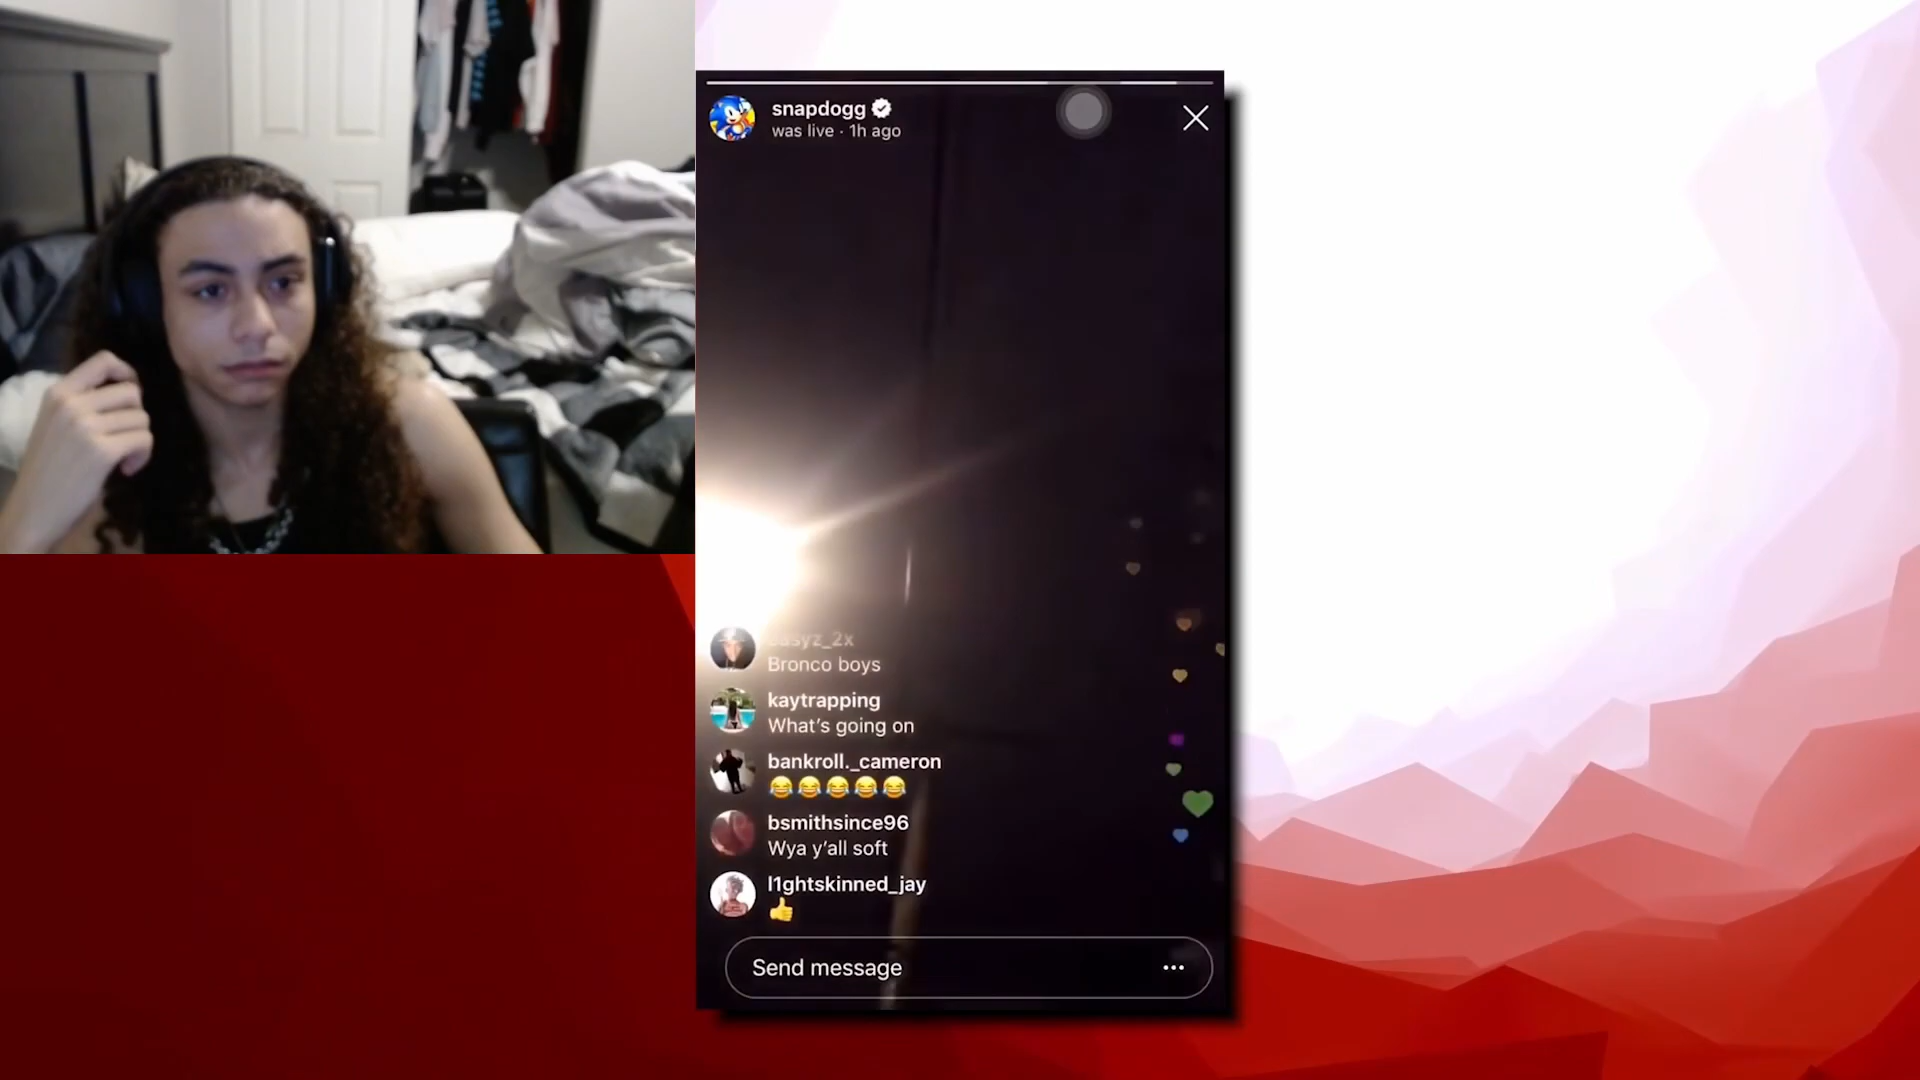 snapdogg
was live · 1h ago
Bronco boys
kaytrapping
What's going on
bankroll._cameron
😂😂😂😂😂
bsmithsince96
Wya y'all soft
l1ghtskinned_jay
👍
Send message